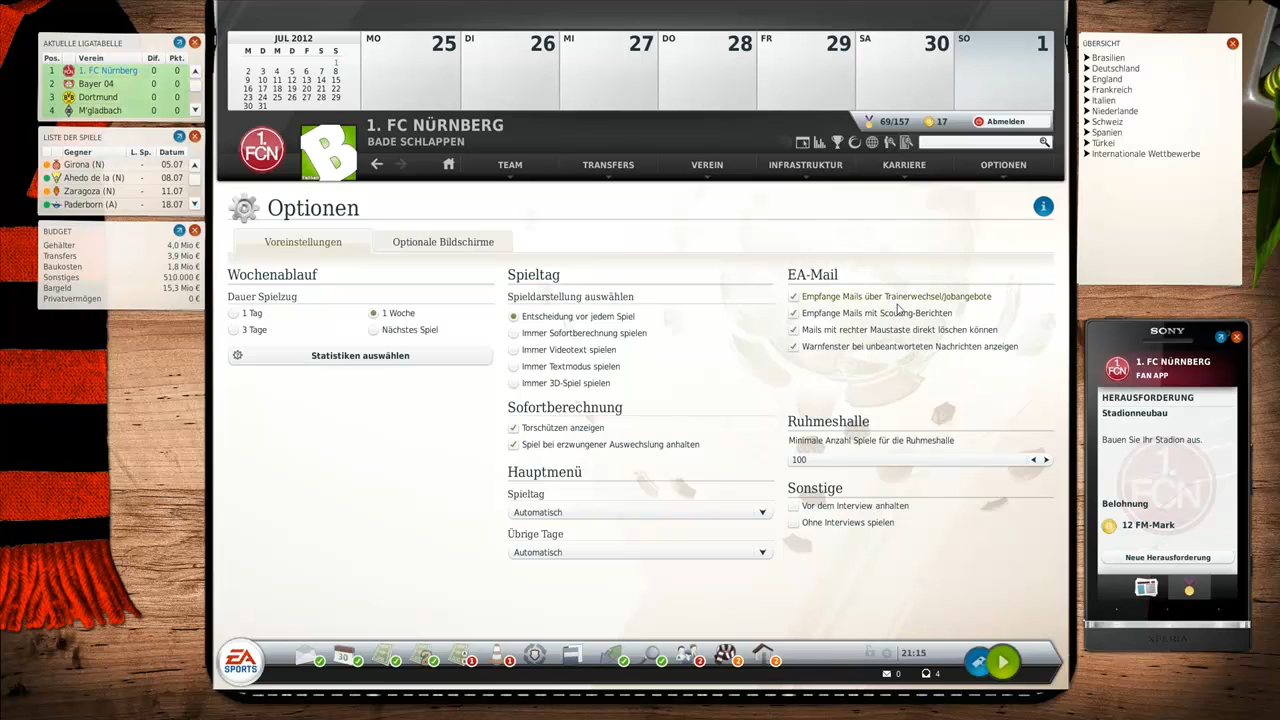 AKTUELLE LIGATABELLE
Pos. Verein Dif. Pkt.
1 1. FC Nürnberg 0 0
2 Bayer 04 0 0
3 Dortmund 0 0
4 M'gladbach 0 0
LISTE DER SPIELE
Gegner L. Sp. Datum
Girona (N) - 05.07
Ahedo de la (N) - 08.07
Zaragoza (N) - 11.07
Paderborn (A) - 18.07
BUDGET
Gehälter 4,0 Mio €
Transfers 3,9 Mio €
Baukosten 1,8 Mio €
Sonstiges 510.000 €
Bargeld 15,3 Mio €
Privatvermögen 0 €
JUL 2012
M D M D F S S
1
2 3 4 5 6 7 8
9 10 11 12 13 14 15
16 17 18 19 20 21 22
23 24 25 26 27 28 29
30 31
MO 25 DI 26 MI 27 DO 28 FR 29 SA 30 SO 1
1. FC NÜRNBERG
BADE SCHLAPPEN
69/157 17 Abmelden
TEAM TRANSFERS VEREIN INFRASTRUKTUR KARRIERE OPTIONEN
Optionen
Voreinstellungen Optionale Bildschirme
Wochenablauf
Dauer Spielzug
1 Tag 1 Woche
3 Tage Nächstes Spiel
Statistiken auswählen
Spieltag
Spieldarstellung auswählen
Entscheidung vor jedem Spiel
Immer Sofortberechnung spielen
Immer Videotext spielen
Immer Textmodus spielen
Immer 3D-Spiel spielen
Sofortberechnung
Torschützen anzeigen
Spiel bei erzwungener Auswechslung anhalten
Hauptmenü
Spieltag
Automatisch
Übrige Tage
Automatisch
EA-Mail
Empfange Mails über Trainerwechsel/Jobangebote
Empfange Mails mit Scouting-Berichten
Mails mit rechter Maustaste direkt löschen können
Warnfenster bei unbeantworteten Nachrichten anzeigen
Ruhmeshalle
Minimale Anzahl Spiele für die Ruhmeshalle
100
Sonstige
Vor dem Interview anhalten
Ohne Interviews spielen
EA SPORTS
30 1 1 2 2 2
21:15
0 4
ÜBERSICHT
Brasilien
Deutschland
England
Frankreich
Italien
Niederlande
Schweiz
Spanien
Türkei
Internationale Wettbewerbe
SONY
1. FC NÜRNBERG
FAN APP
HERAUSFORDERUNG
Stadionneubau
Bauen Sie Ihr Stadion aus.
Belohnung
12 FM-Mark
Neue Herausforderung
XPERIA